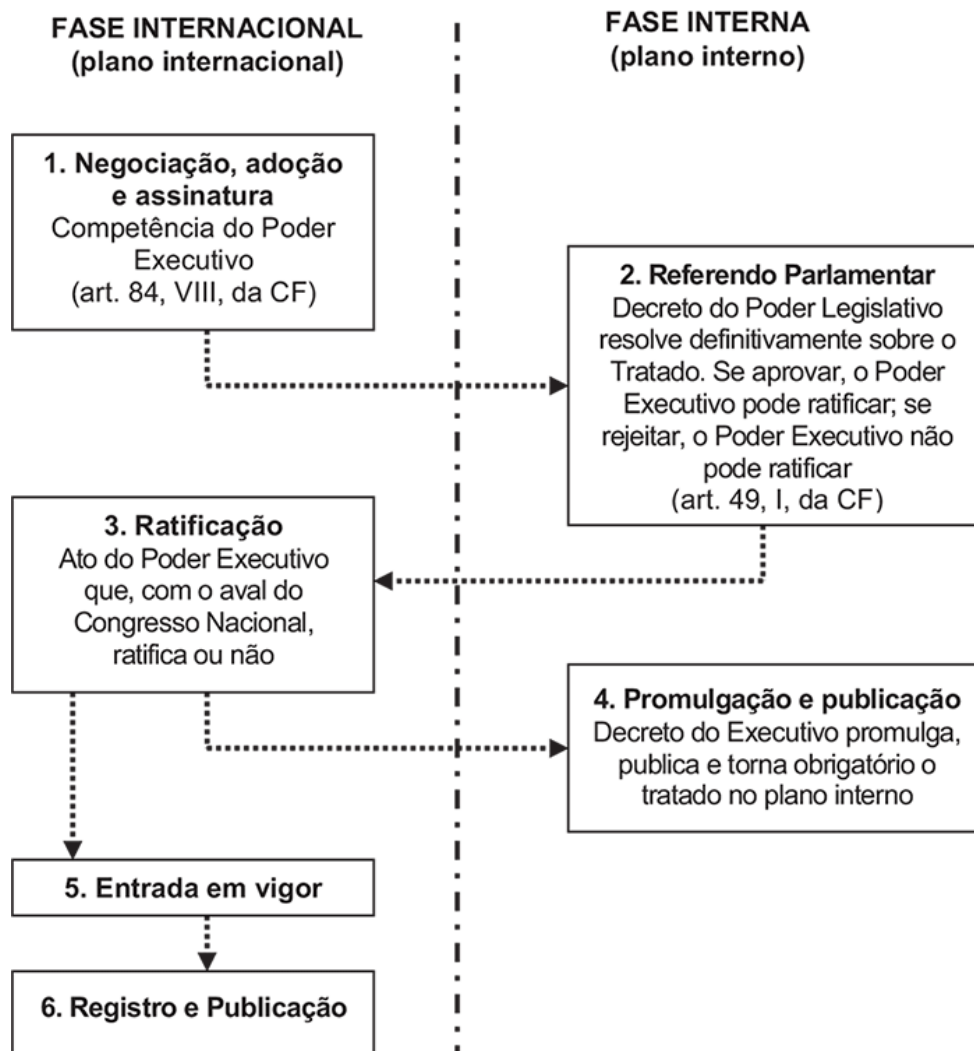 FASE INTERNACIONAL
(plano internacional)
FASE INTERNA
(plano interno)
1. Negociação, adoção
e assinatura
Competência do Poder
Executivo
(art. 84, VIII, da CF)
2. Referendo Parlamentar
Decreto do Poder Legislativo
resolve definitivamente sobre o
Tratado. Se aprovar, o Poder
Executivo pode ratificar; se
rejeitar, o Poder Executivo não
pode ratificar
(art. 49, I, da CF)
3. Ratificação
Ato do Poder Executivo
que, com o aval do
Congresso Nacional,
ratifica ou não
4. Promulgação e publicação
Decreto do Executivo promulga,
publica e torna obrigatório o
tratado no plano interno
5. Entrada em vigor
6. Registro e Publicação